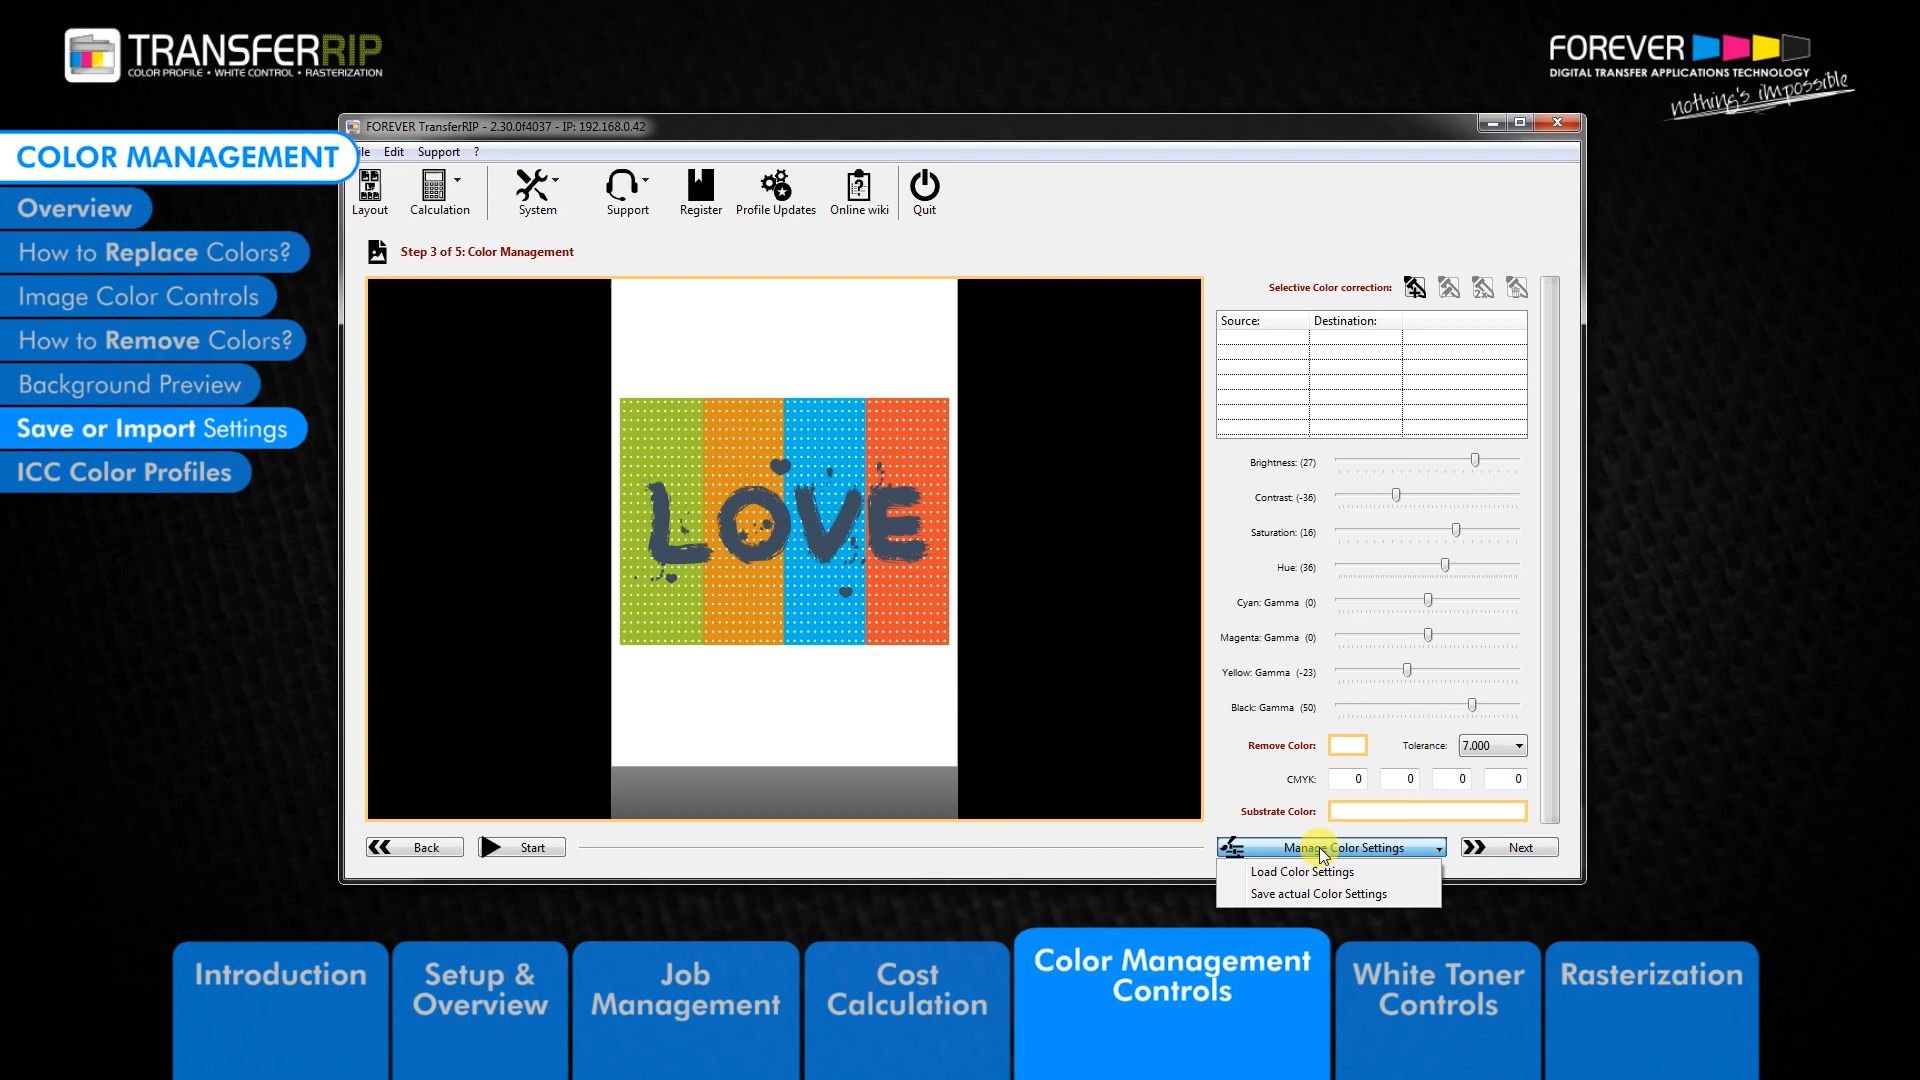 TRANSFERRIP
COLOR PROFILE • WHITE CONTROL • RASTERIZATION
FOREVER
DIGITAL TRANSFER APPLICATIONS TECHNOLOGY
nothing's impossible
COLOR MANAGEMENT
Overview
How to Replace Colors?
Image Color Controls
How to Remove Colors?
Background Preview
Save or Import Settings
ICC Color Profiles
FOREVER TransferRIP - 2.30.0f4037 - IP: 192.168.0.42
ile Edit Support ?
Layout Calculation System Support Register Profile Updates Online wiki Quit
Step 3 of 5: Color Management
LOVE
Selective Color correction:
2x
Source: Destination:
Brightness: (27)
Contrast: (-36)
Saturation: (16)
Hue: (36)
Cyan: Gamma (0)
Magenta: Gamma (0)
Yellow: Gamma (-23)
Black: Gamma (50)
Remove Color: Tolerance: 7.000
CMYK: 0 0 0 0
Substrate Color:
Back Start Manage Color Settings Next
Load Color Settings
Save actual Color Settings
Introduction
Setup &
Overview
Job
Management
Cost
Calculation
Color Management
Controls
White Toner
Controls
Rasterization